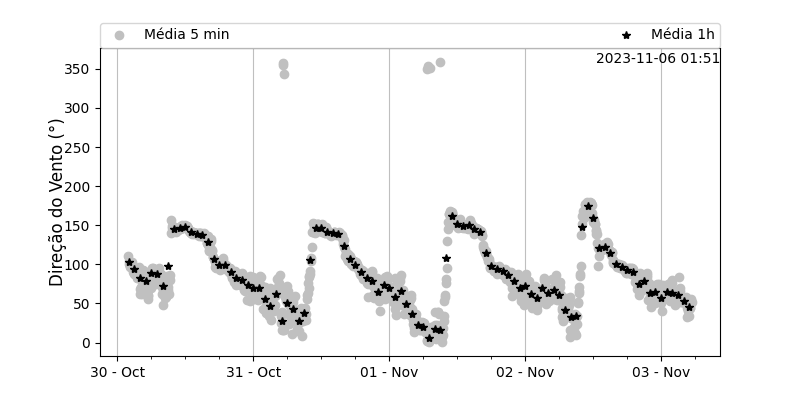 Média 5 min
Média 1h
2023-11-06 01:51
Direção do Vento (°)
350
300
250
200
150
100
50
0
30 - Oct
31 - Oct
01 - Nov
02 - Nov
03 - Nov